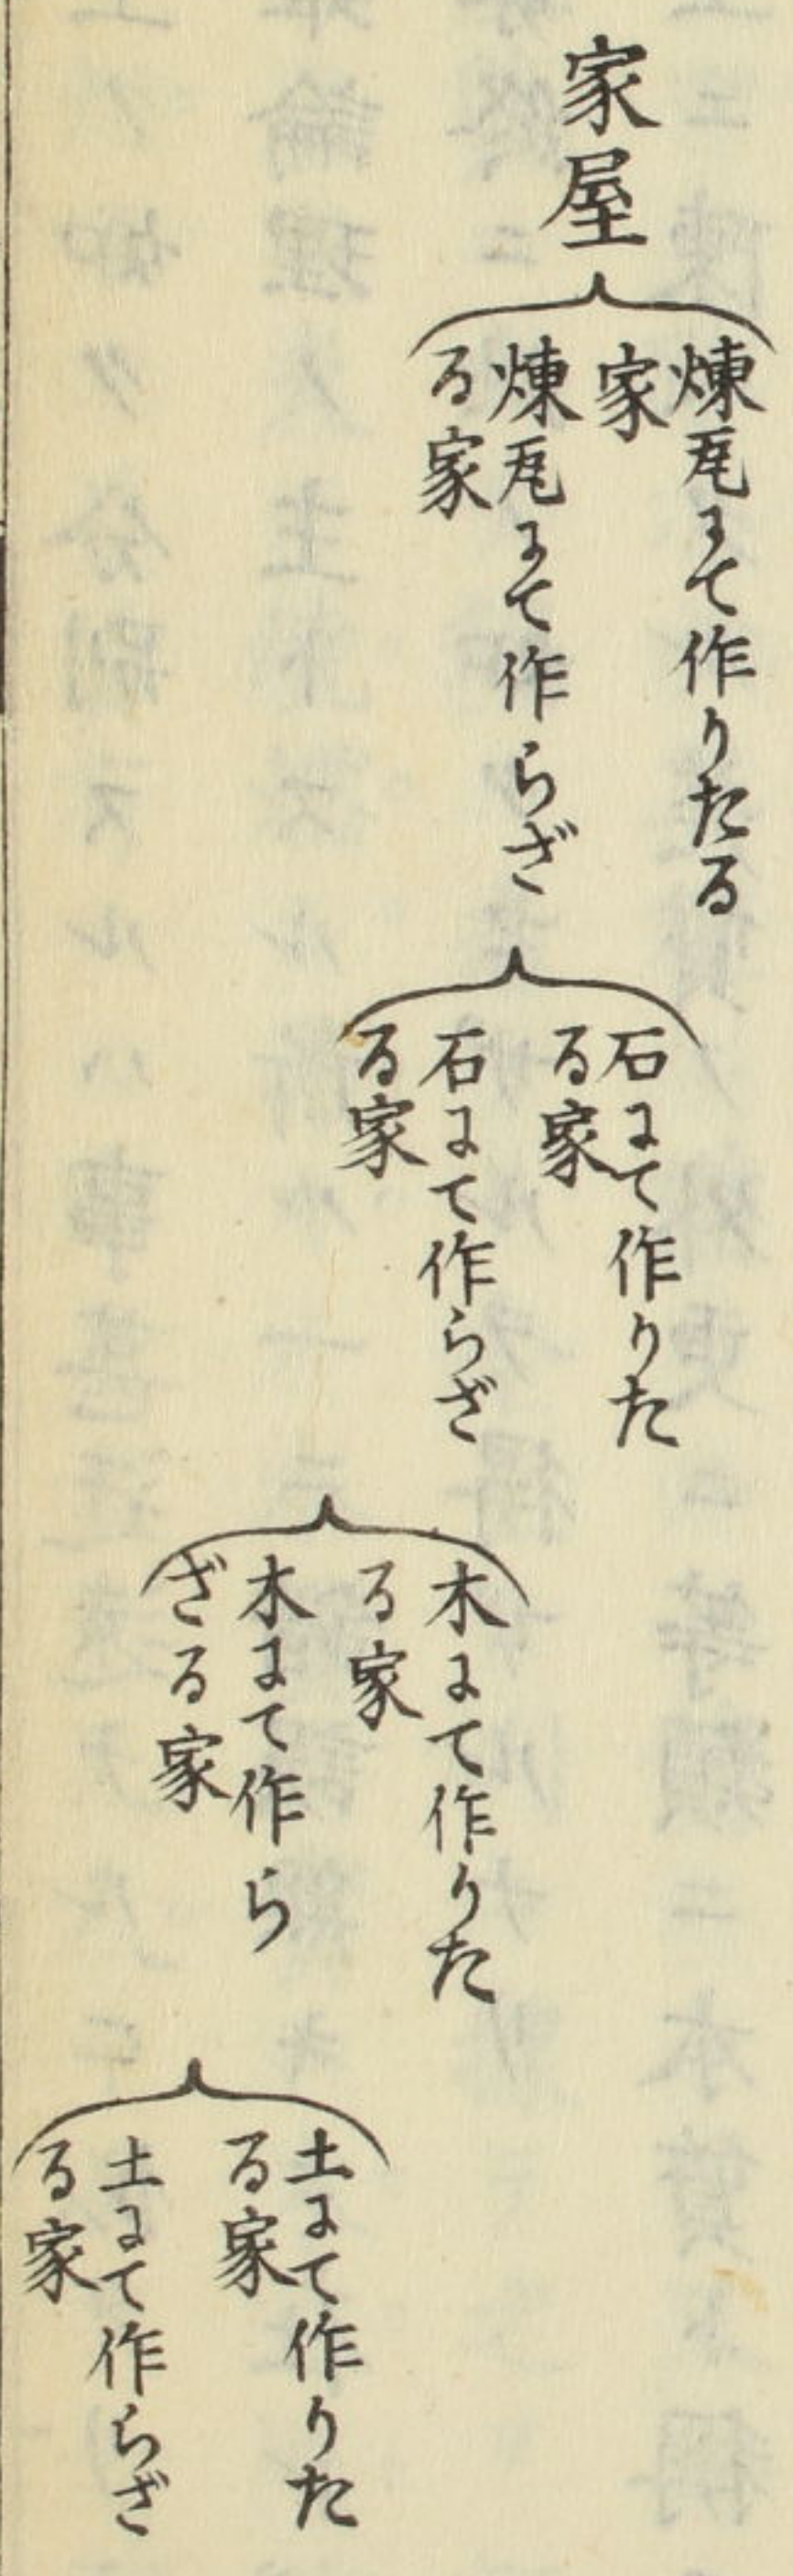 家屋
煉瓦にて作りたる
家
煉瓦にて作らざ
る家
石にて作りた
る家
石にて作らざ
る家
木にて作りた
る家
木にて作ら
ざる家
土にて作りた
る家
土にて作らざ
る家